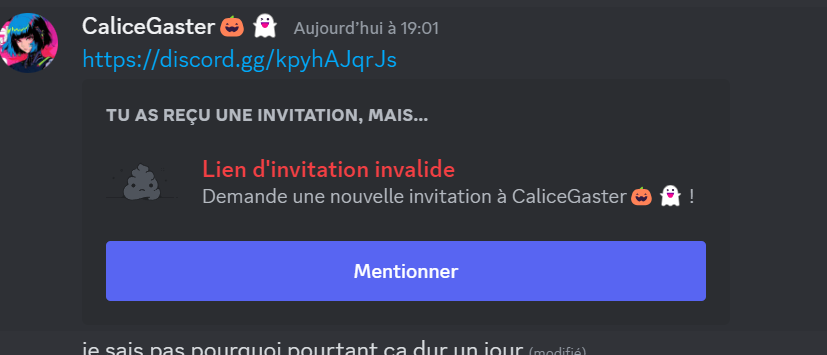 CaliceGaster🎃 👻 Aujourd'hui à 19:01
https://discord.gg/kpyhAJqrJs
TU AS REÇU UNE INVITATION, MAIS...
Lien d'invitation invalide
Demande une nouvelle invitation à CaliceGaster🎃 👻 !
Mentionner
je sais pas pourquoi pourtant ça dur un jour (modifié)